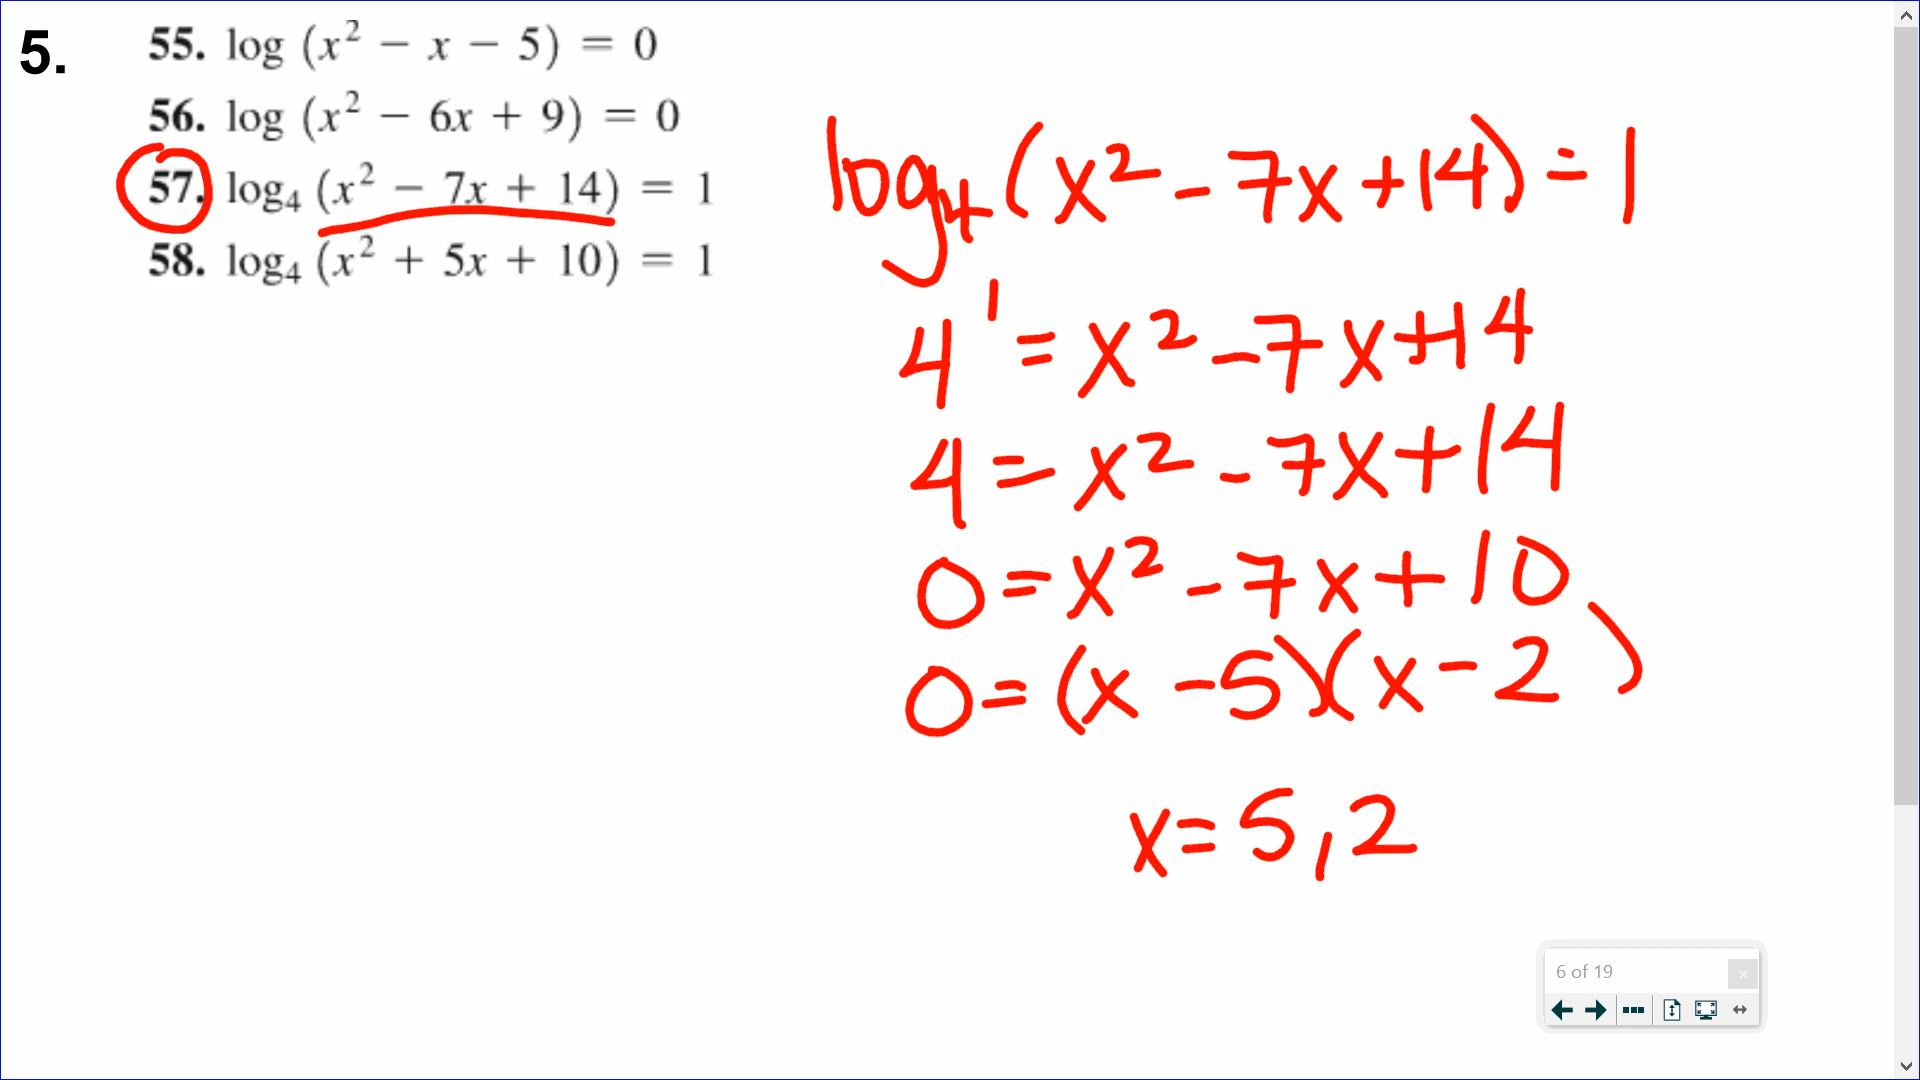 5.
55. log (x² − x − 5) = 0
56. log (x² − 6x + 9) = 0
57. log₄ (x² − 7x + 14) = 1
58. log₄ (x² + 5x + 10) = 1
log₄(x²-7x+14)=1
4¹=x²-7x+14
4=x²-7x+14
0=x²-7x+10
0=(x-5)(x-2)
x=5,2
6 of 19